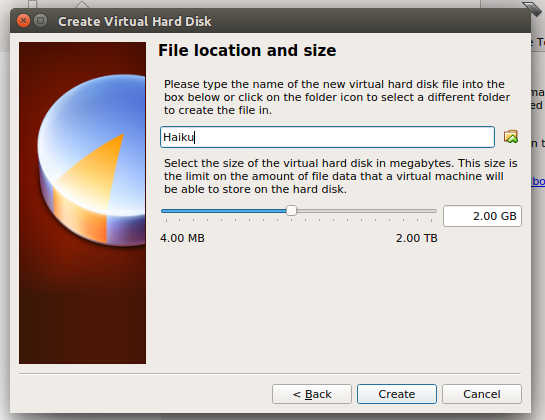 Create Virtual Hard Disk
File location and size
Please type the name of the new virtual hard disk file into the
box below or click on the folder icon to select a different folder
to create the file in.
Haiku
Select the size of the virtual hard disk in megabytes. This size is
the limit on the amount of file data that a virtual machine will
be able to store on the hard disk.
2.00 GB
4.00 MB
2.00 TB
< Back
Create
Cancel